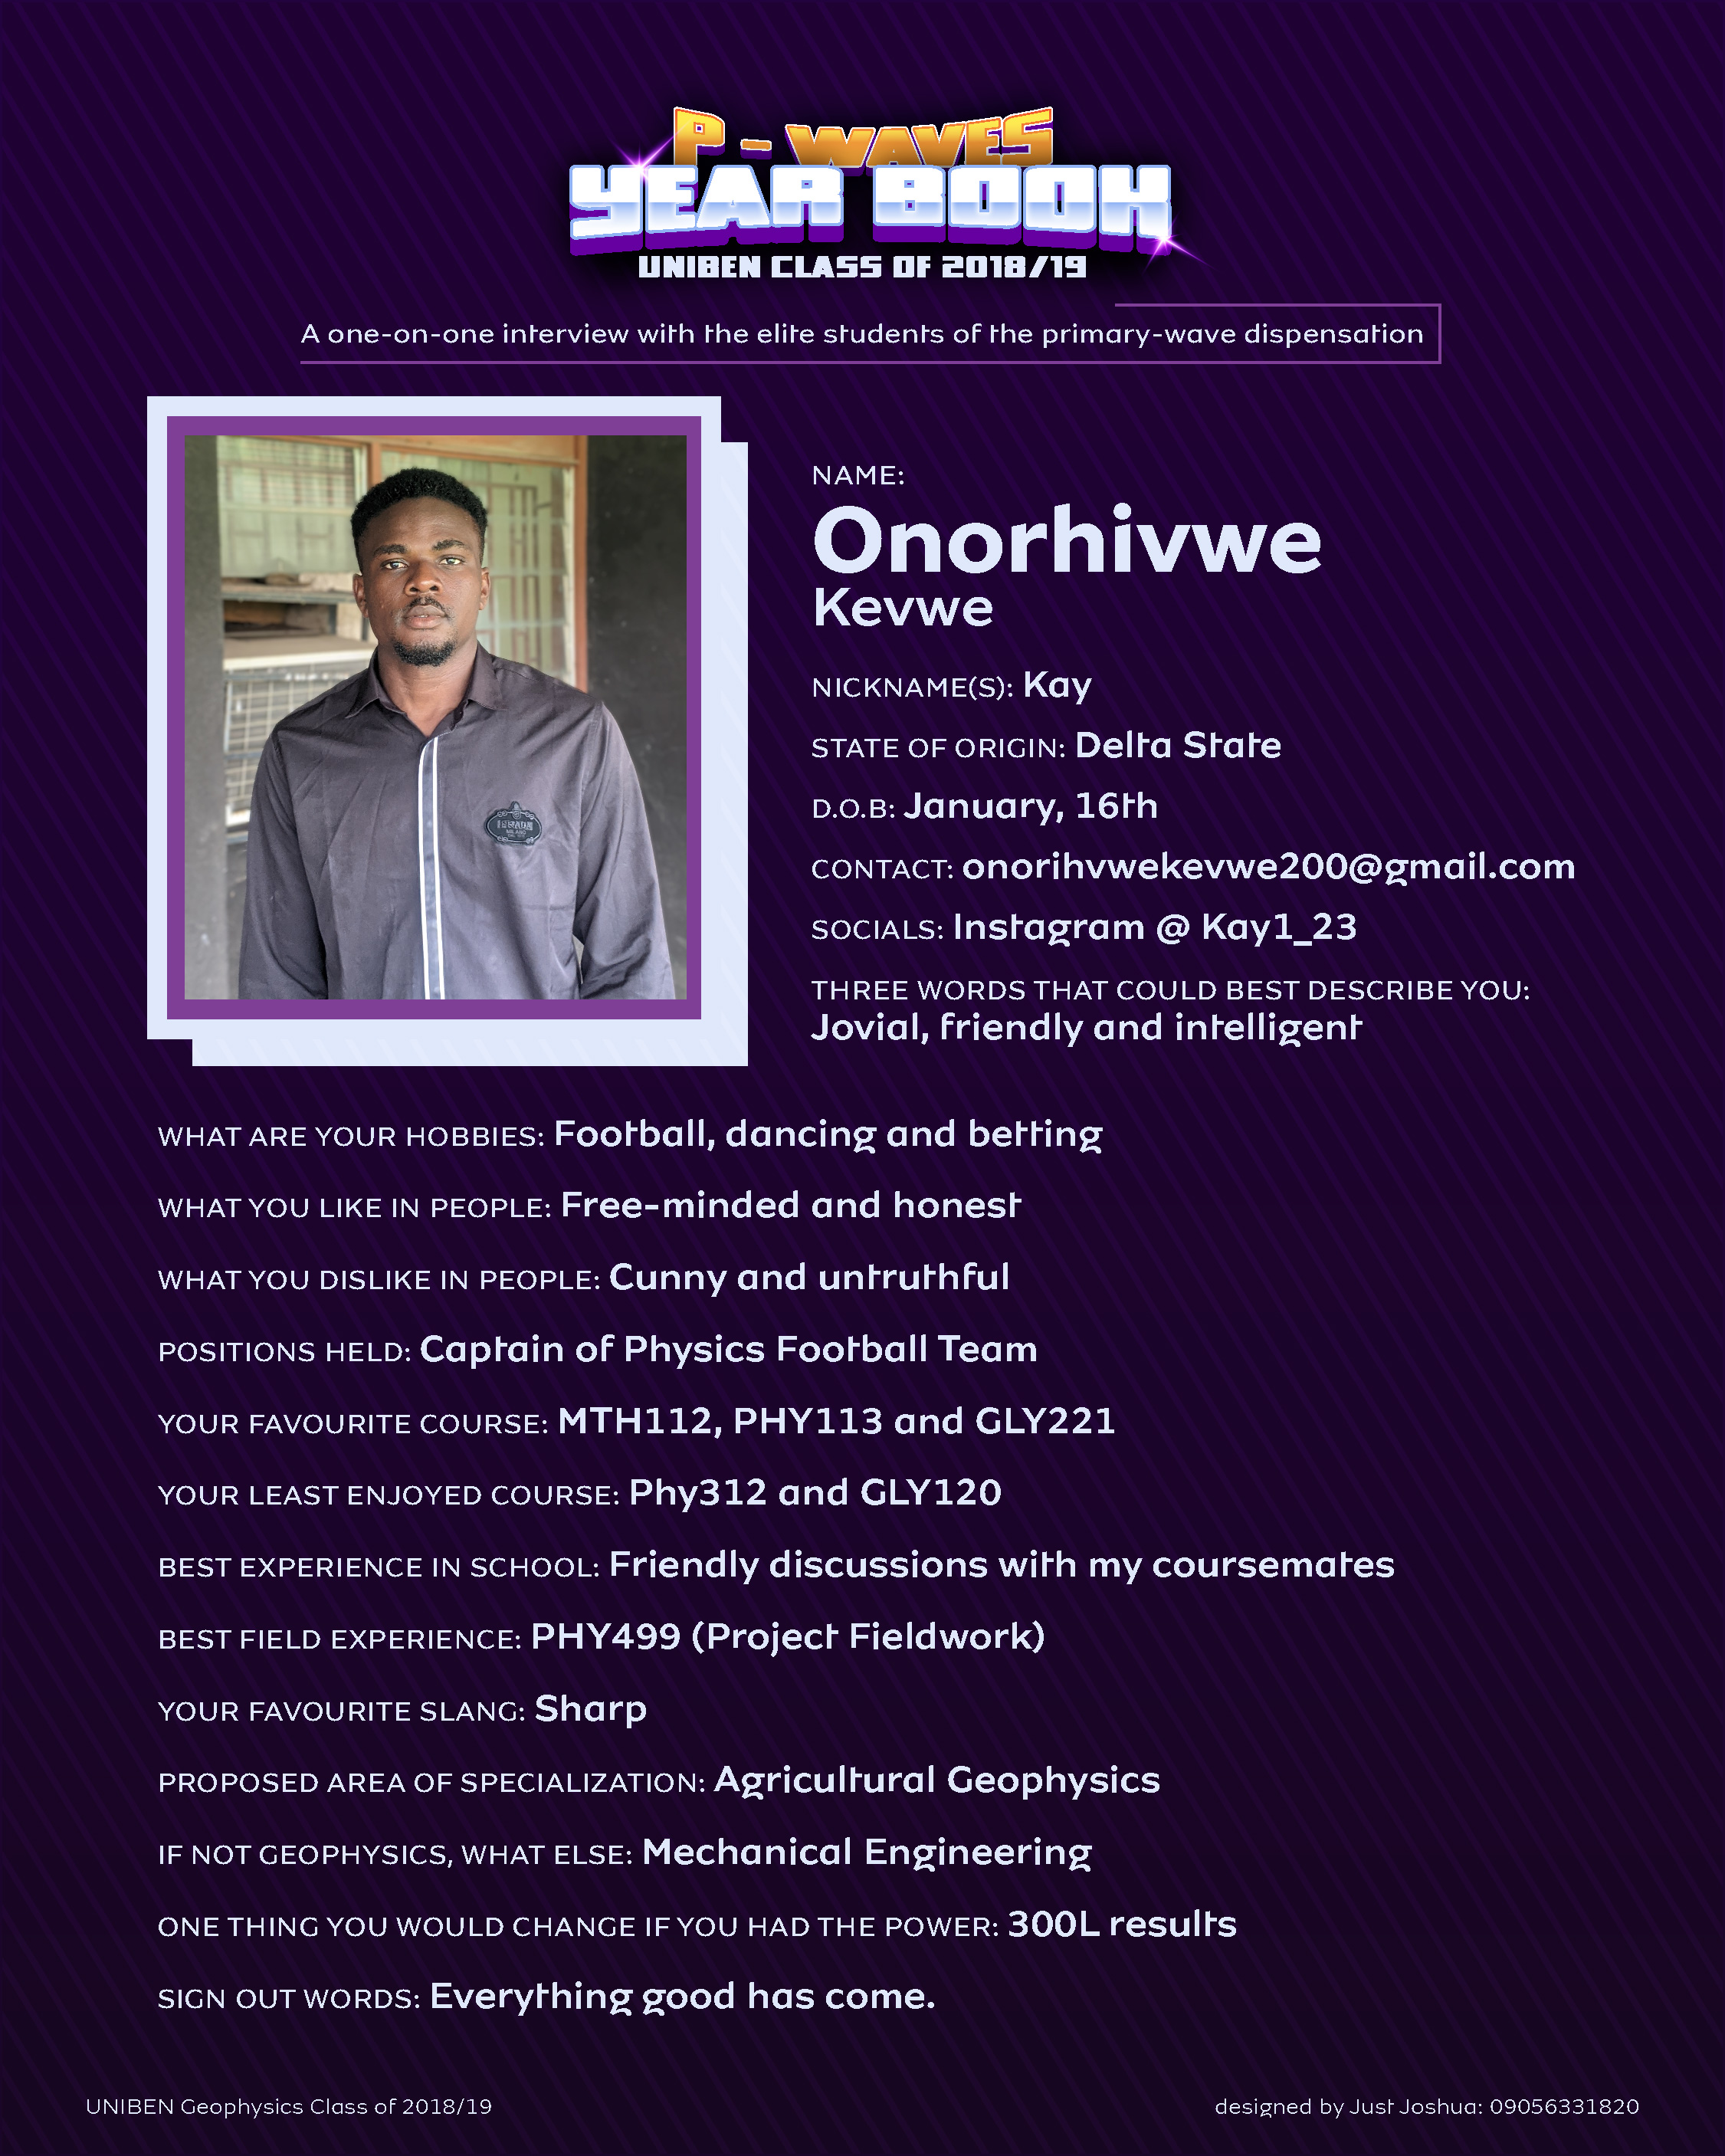 P - WAVES
YEAR BOOK
UNIBEN CLASS OF 2018/19
A one-on-one interview with the elite students of the primary-wave dispensation
NAME:
Onorhivwe
Kevwe
NICKNAME(S): Kay
STATE OF ORIGIN: Delta State
D.O.B: January, 16th
CONTACT: onorihvwekevwe200@gmail.com
SOCIALS: Instagram @ Kay1_23
THREE WORDS THAT COULD BEST DESCRIBE YOU:
Jovial, friendly and intelligent
WHAT ARE YOUR HOBBIES: Football, dancing and betting
WHAT YOU LIKE IN PEOPLE: Free-minded and honest
WHAT YOU DISLIKE IN PEOPLE: Cunny and untruthful
POSITIONS HELD: Captain of Physics Football Team
YOUR FAVOURITE COURSE: MTH112, PHY113 and GLY221
YOUR LEAST ENJOYED COURSE: Phy312 and GLY120
BEST EXPERIENCE IN SCHOOL: Friendly discussions with my coursemates
BEST FIELD EXPERIENCE: PHY499 (Project Fieldwork)
YOUR FAVOURITE SLANG: Sharp
PROPOSED AREA OF SPECIALIZATION: Agricultural Geophysics
IF NOT GEOPHYSICS, WHAT ELSE: Mechanical Engineering
ONE THING YOU WOULD CHANGE IF YOU HAD THE POWER: 300L results
SIGN OUT WORDS: Everything good has come.
UNIBEN Geophysics Class of 2018/19
designed by Just Joshua: 09056331820